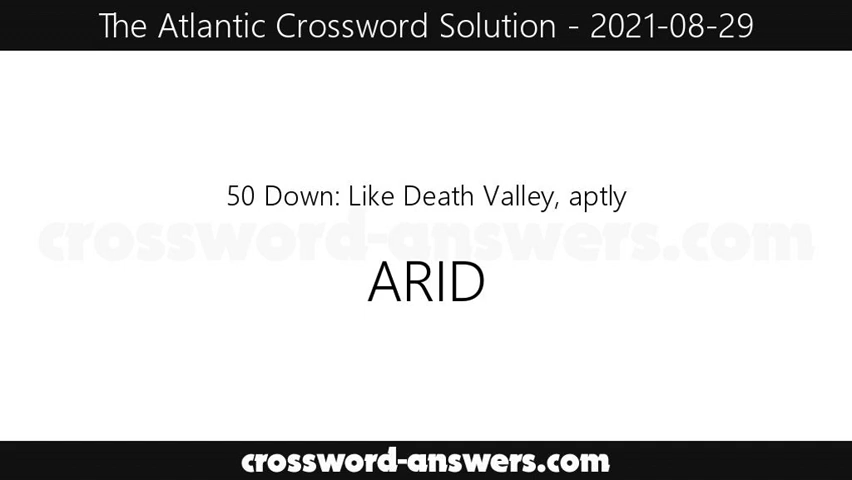 The Atlantic Crossword Solution - 2021-08-29
50 Down: Like Death Valley, aptly
crossword-answers.com
ARID
crossword-answers.com